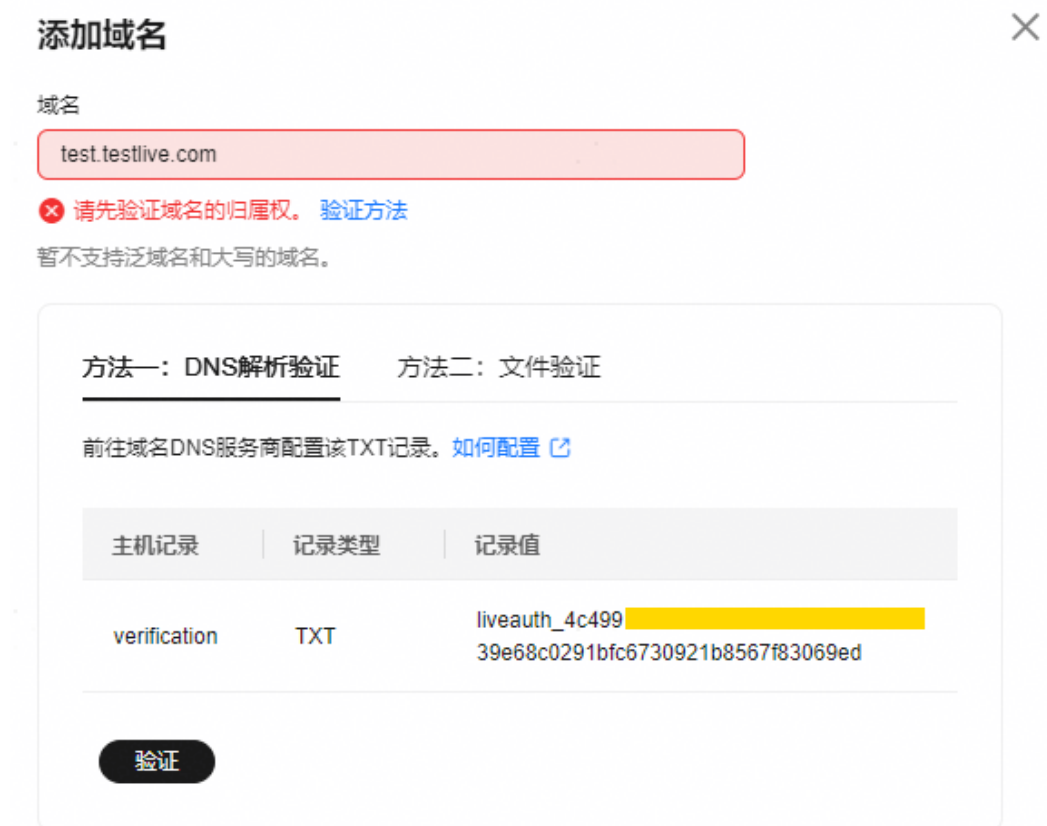 添加域名
域名
test.testlive.com
请先验证域名的归属权。 验证方法
暂不支持泛域名和大写的域名。
方法一：DNS解析验证 方法二：文件验证
前往域名DNS服务商配置该TXT记录。如何配置
主机记录 记录类型 记录值
verification TXT liveauth_4c499
39e68c0291bfc6730921b8567f83069ed
验证